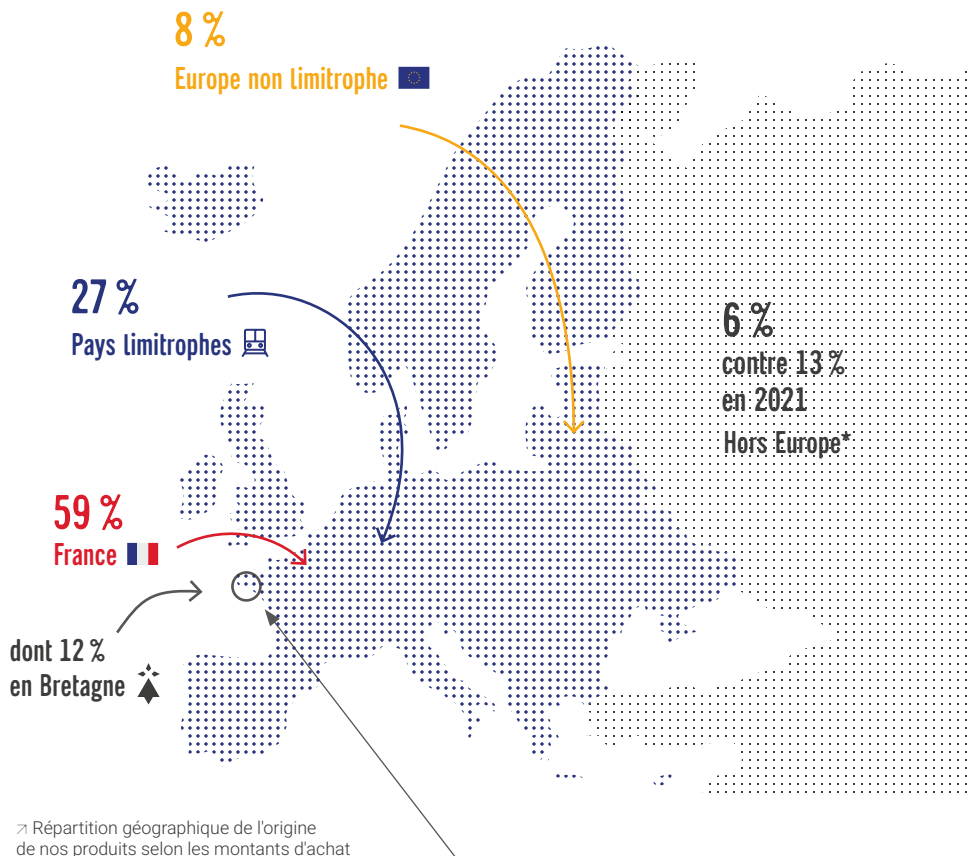 8 %
Europe non limitrophe
27 %
Pays limitrophes
6 %
contre 13 %
en 2021
Hors Europe*
59 %
France
dont 12 %
en Bretagne
↗ Répartition géographique de l'origine
de nos produits selon les montants d'achat